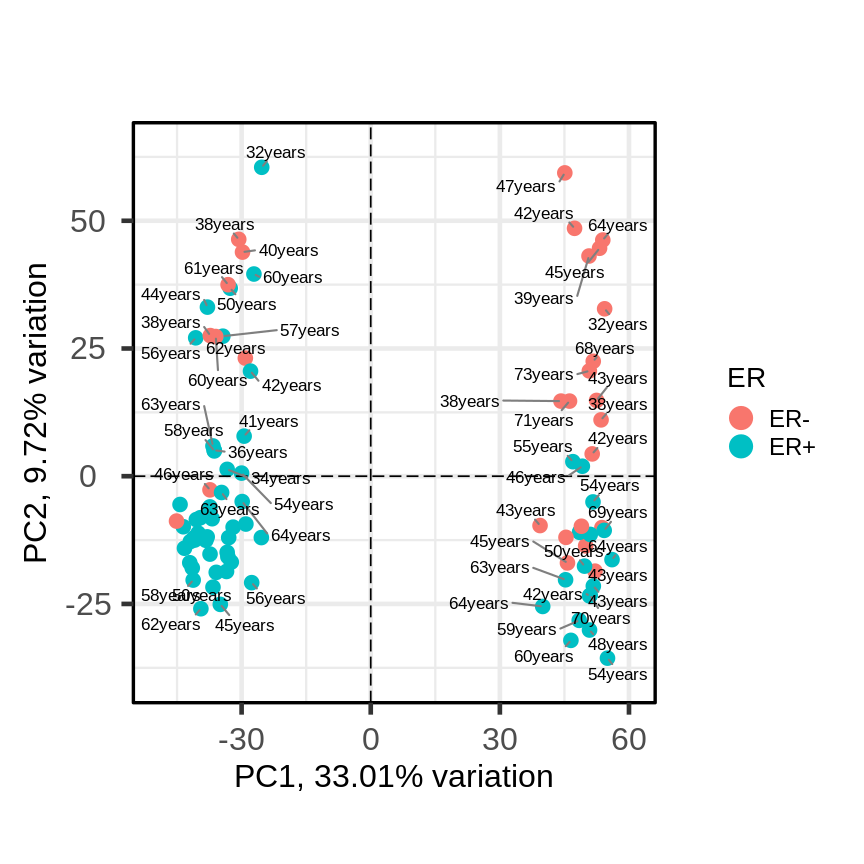 32years
47years
42years
38years
64years
40years
61years
45years
60years
44years
50years
39years
38years
57years
32years
56years
62years
68years
60years
73years
43years
42years
63years
38years
38years
41years
71years
58years
42years
36years
55years
46years
34years
46years
54years
54years
63years
43years
69years
64years
45years
50years
64years
63years
43years
58years
50years
56years
42years
43years
64years
70years
62years
45years
59years
48years
60years
54years
50
25
0
-25
-30
0
30
60
PC1, 33.01% variation
PC2, 9.72% variation
ER
ER-
ER+